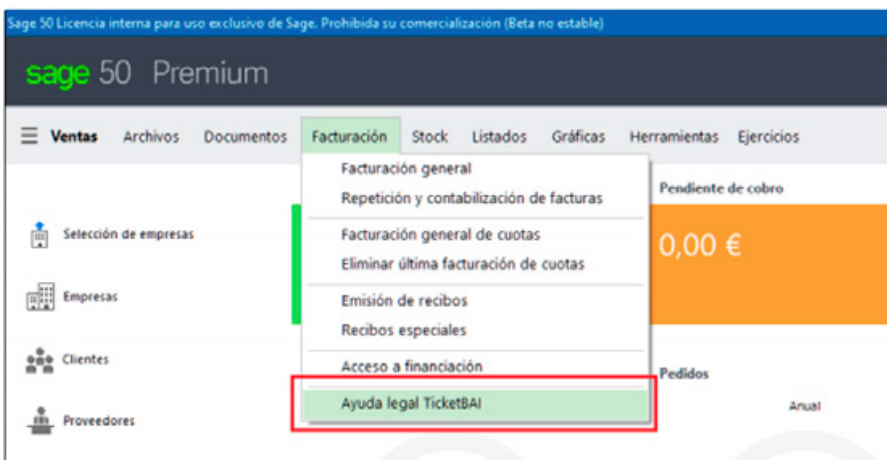 Sage 50 Licencia interna para uso exclusivo de Sage. Prohibida su comercialización (Beta no estable)
sage 50 Premium
Ventas Archivos Documentos Facturación Stock Listados Gráficas Herramientas Ejercicios
Facturación general
Repetición y contabilización de facturas
Facturación general de cuotas
Eliminar última facturación de cuotas
Emisión de recibos
Recibos especiales
Acceso a financiación
Ayuda legal TicketBAI
Selección de empresas
Empresas
Clientes
Proveedores
Pendiente de cobro
0,00 €
Pedidos
Anual